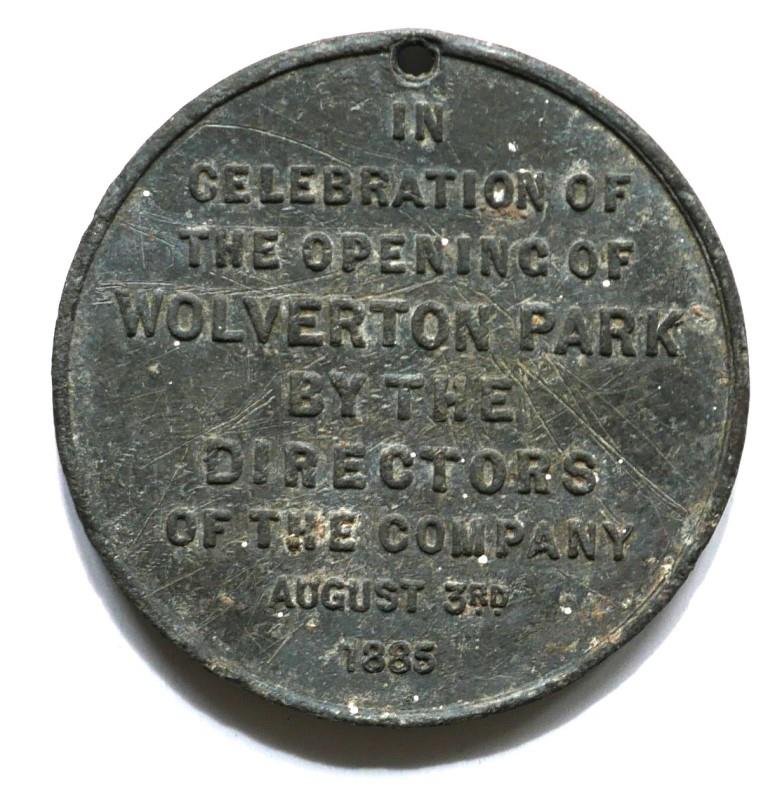 IN
CELEBRATION OF
THE OPENING OF
WOLVERTON PARK
BY THE
DIRECTORS
OF THE COMPANY
AUGUST 3RD
1885